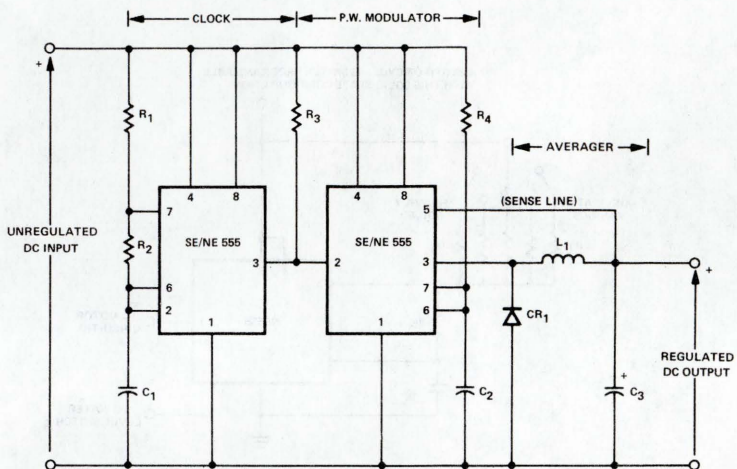 CLOCK
P.W. MODULATOR
+
R1
R3
R4
AVERAGER
4
8
4
8
7
5
(SENSE LINE)
UNREGULATED
DC INPUT
SE/NE 555
SE/NE 555
L1
R2
3
2
3
+
6
7
2
6
CR1
1
1
REGULATED
DC OUTPUT
C1
C2
+
C3